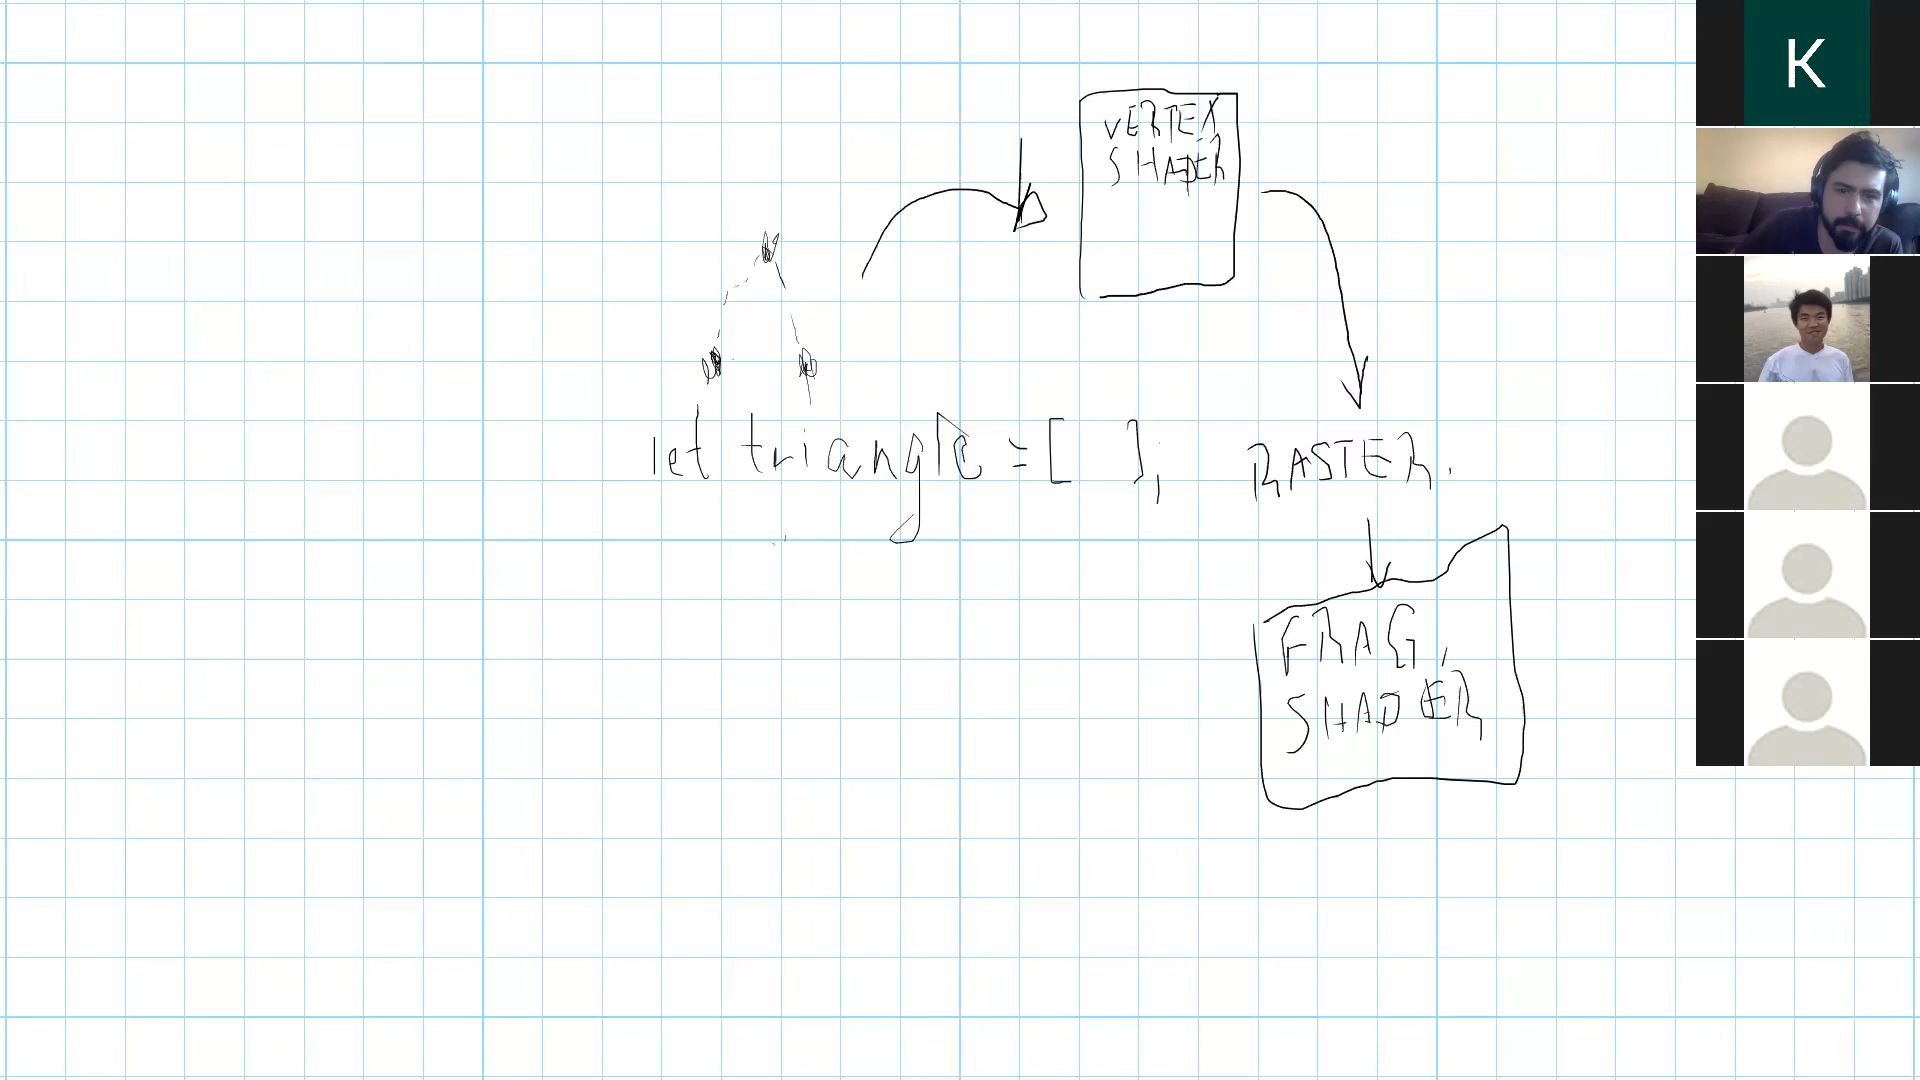 VERTEX
SHADER
let triangle = [ ];
RASTER.
FRAG.
SHADER
K